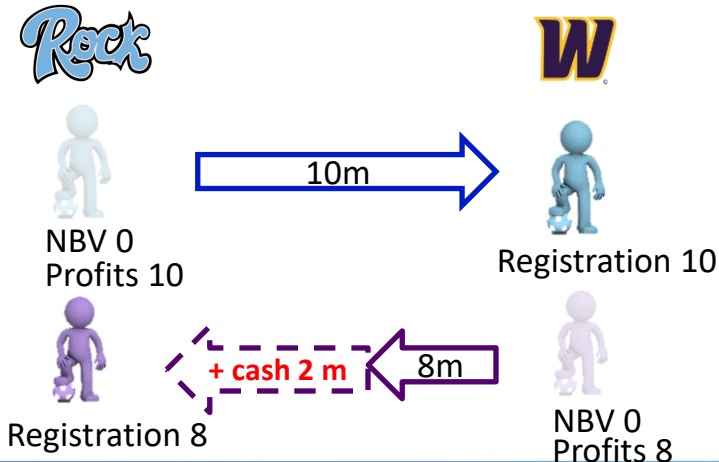 Rock
W
10m
NBV 0
Profits 10
Registration 10
+ cash 2 m
8m
Registration 8
NBV 0
Profits 8